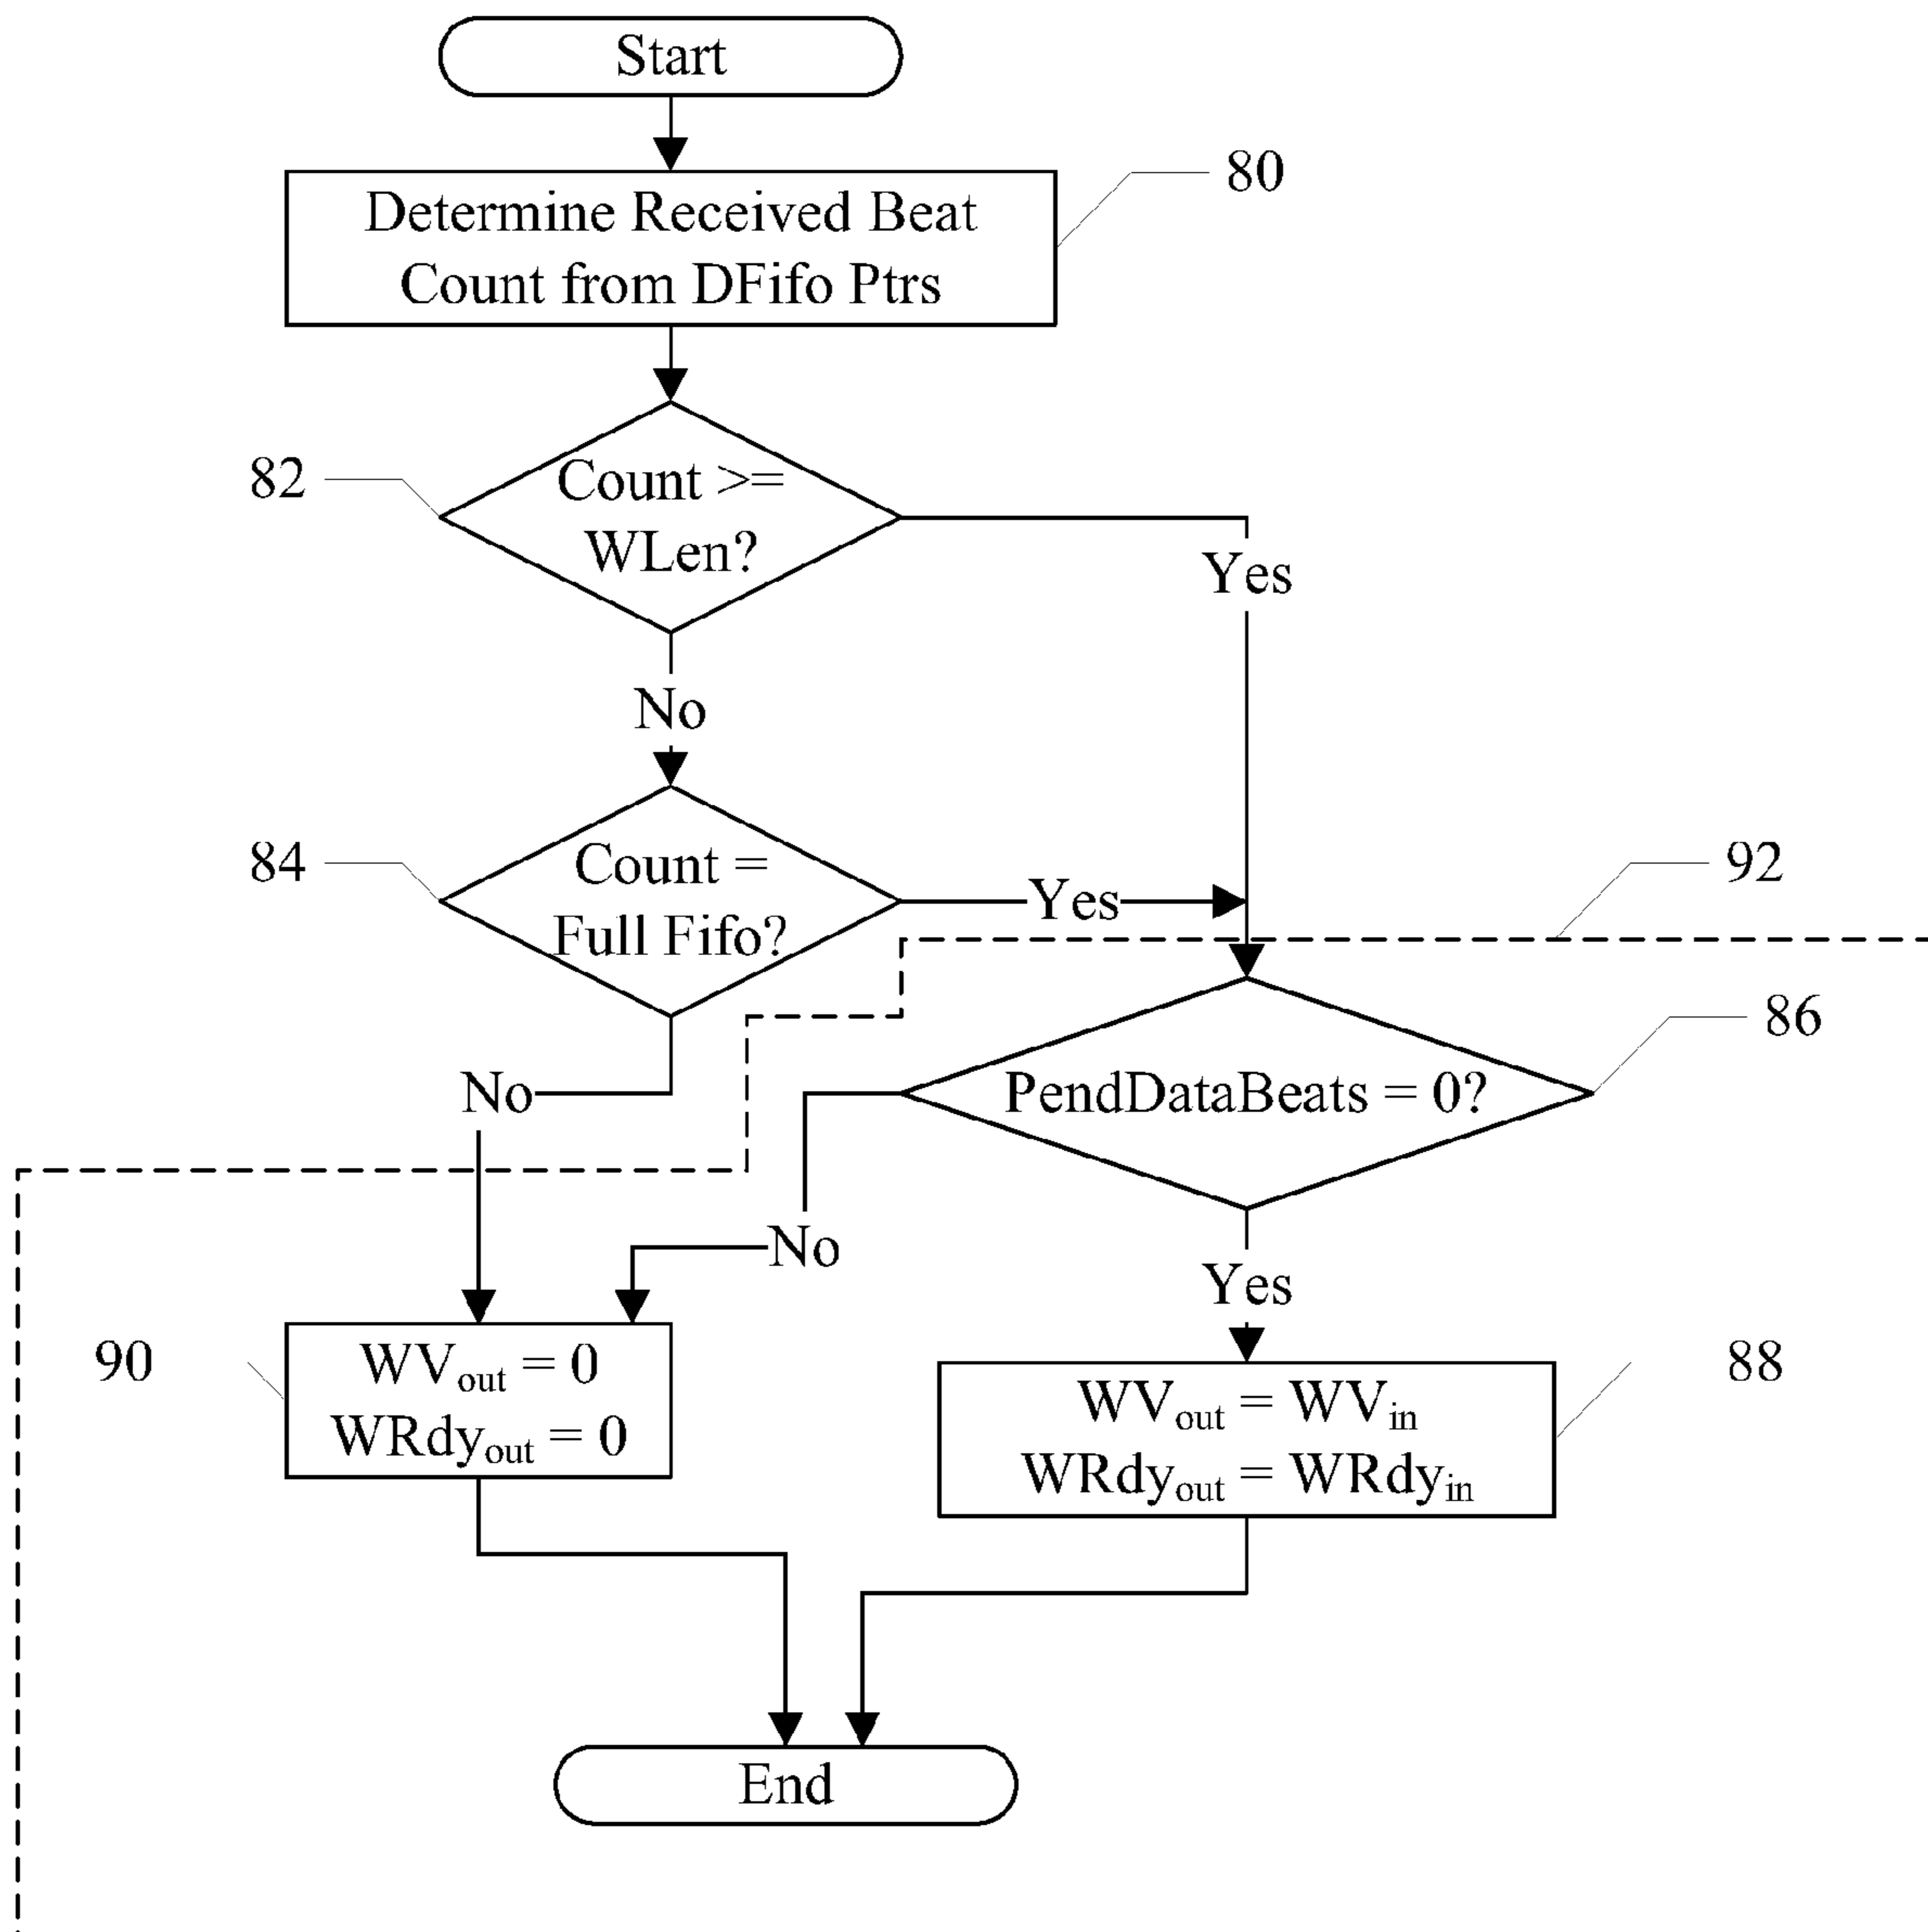 Start
Determine Received Beat
Count from DFifo Ptrs
80
82
Count >=
WLen?
Yes
No
84
Count =
Full Fifo?
Yes
92
86
PendDataBeats = 0?
No
No
Yes
90
WVout = 0
WRdyout = 0
88
WVout = WVin
WRdyout = WRdyin
End